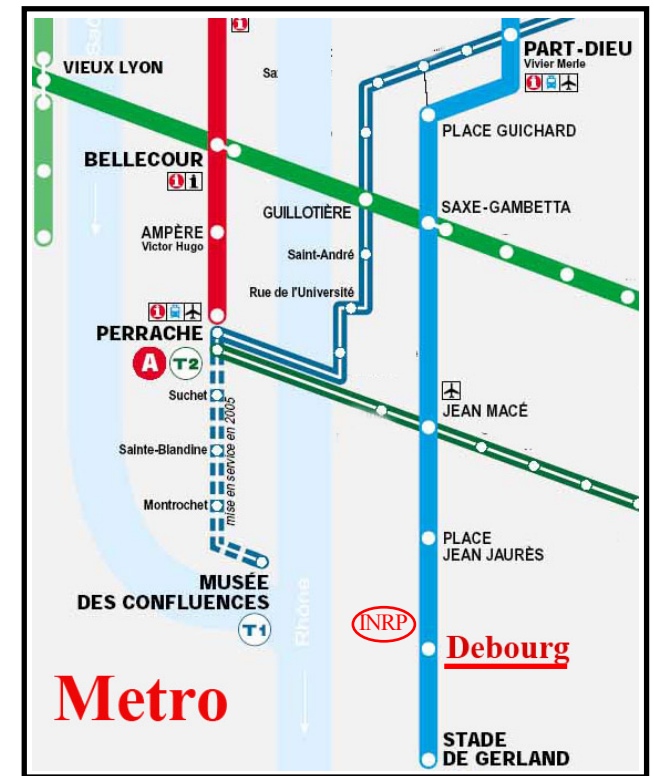 Saô
VIEUX LYON
Sa
PART-DIEU
Vivier Merle
PLACE GUICHARD
BELLECOUR
GUILLOTIÈRE
SAXE-GAMBETTA
AMPÈRE
Victor Hugo
Saint-André
Rue de l'Université
PERRACHE
A T2
JEAN MACÉ
Suchet
Sainte-Blandine
mise en service en 2005
Montrochet
PLACE
JEAN JAURÈS
MUSÉE
DES CONFLUENCES
T1
Rhône
INRP
Debourg
Metro
STADE
DE GERLAND